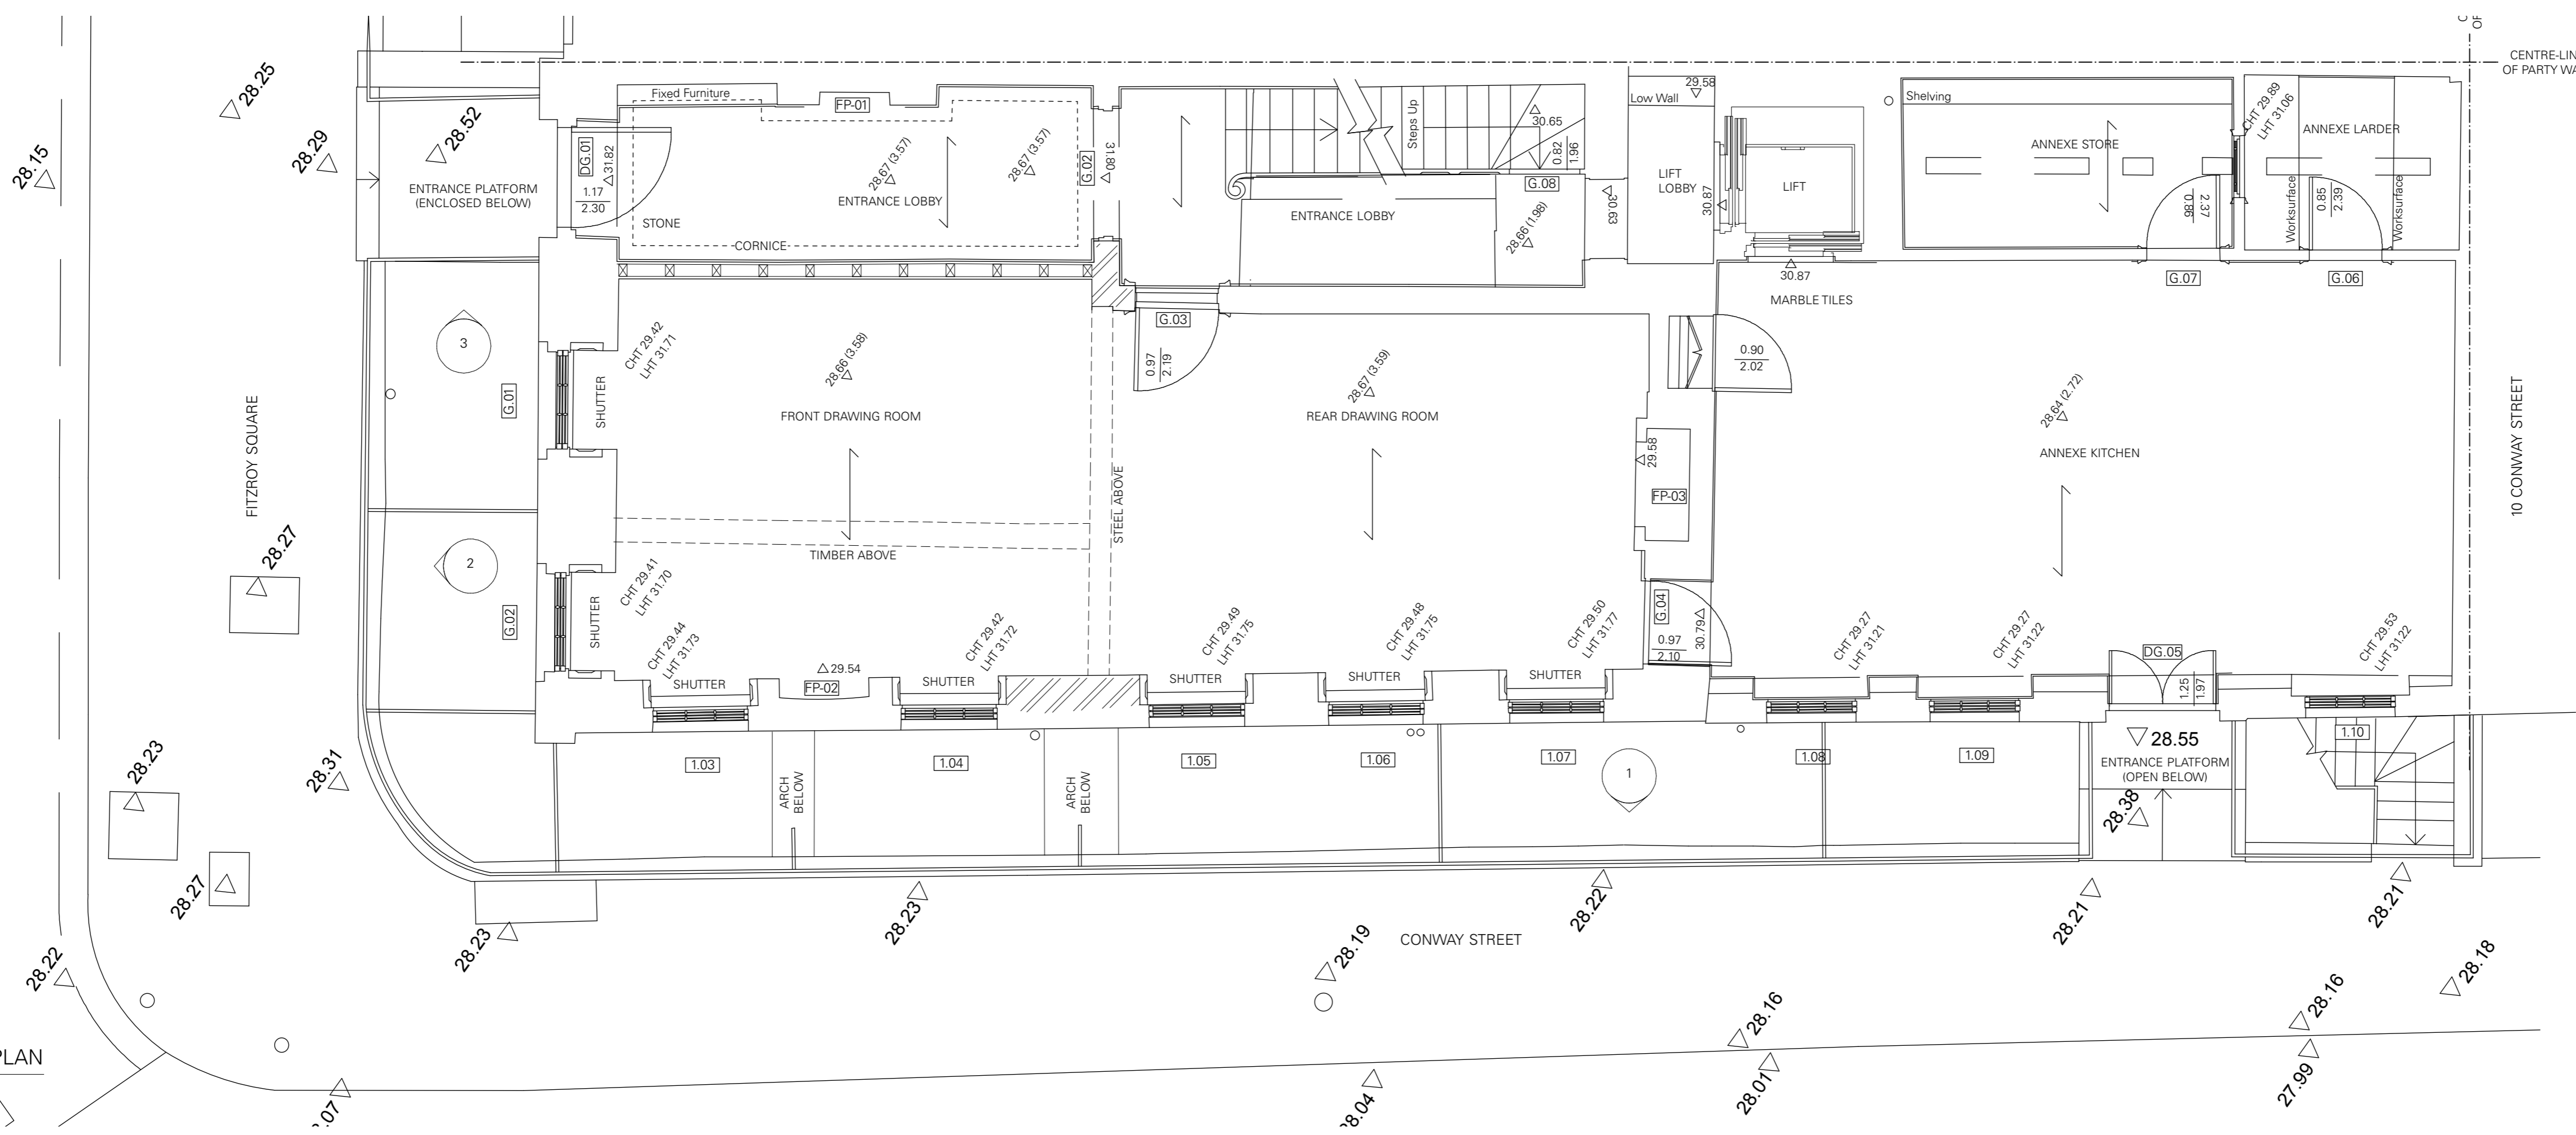 28.25
28.29
28.15
28.52
ENTRANCE PLATFORM
(ENCLOSED BELOW)
DG.01
31.82
1.17
2.30
STONE
Fixed Furniture
FP-01
28.67 (3.57)
28.67 (3.57)
ENTRANCE LOBBY
CORNICE
G.02
31.80
Steps Up
30.65
0.82
1.96
G.08
ENTRANCE LOBBY
28.66 (1.98)
30.63
29.58
Low Wall
LIFT
LOBBY
30.87
LIFT
30.87
MARBLE TILES
Shelving
ANNEXE STORE
0.86
2.37
G.07
CHT 29.89
LHT 31.06
ANNEXE LARDER
Worksurface
0.85
2.39
Worksurface
G.06
CENTRE-LIN
OF PARTY WA
C
OF
3
G.01
SHUTTER
CHT 29.42
LHT 31.71
28.66 (3.58)
FRONT DRAWING ROOM
G.03
0.97
2.19
28.67 (3.59)
REAR DRAWING ROOM
0.90
2.02
28.64 (2.72)
ANNEXE KITCHEN
FITZROY SQUARE
10 CONWAY STREET
29.58
FP-03
STEEL ABOVE
TIMBER ABOVE
28.27
2
G.02
SHUTTER
CHT 29.41
LHT 31.70
CHT 29.44
LHT 31.73
SHUTTER
29.54
FP-02
CHT 29.42
LHT 31.72
SHUTTER
CHT 29.49
LHT 31.75
SHUTTER
CHT 29.48
LHT 31.75
SHUTTER
CHT 29.50
LHT 31.77
SHUTTER
G.04
30.79
0.97
2.10
CHT 29.27
LHT 31.21
CHT 29.27
LHT 31.22
DG.05
1.25
1.97
CHT 29.53
LHT 31.22
28.23
28.31
1.03
ARCH
BELOW
1.04
ARCH
BELOW
1.05
1.06
1.07
1
1.08
1.09
28.55
ENTRANCE PLATFORM
(OPEN BELOW)
28.38
1.10
28.27
28.22
28.23
28.23
28.19
28.22
CONWAY STREET
28.21
28.21
28.18
28.16
28.16
PLAN
.07
28.04
28.01
27.99